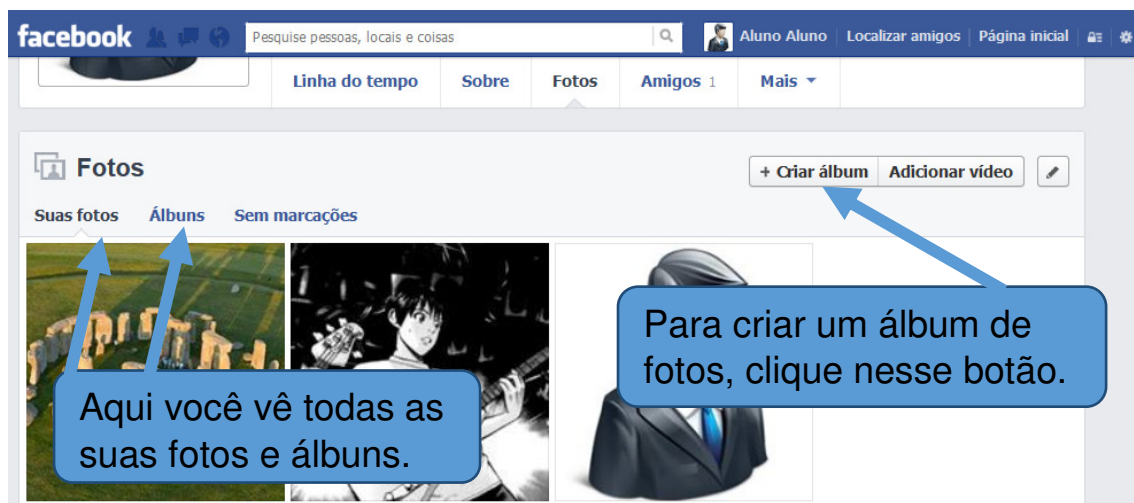 facebook
Pesquise pessoas, locais e coisas
Aluno Aluno
Localizar amigos
Página inicial
Linha do tempo
Sobre
Fotos
Amigos 1
Mais
Fotos
+ Criar álbum
Adicionar vídeo
Suas fotos
Álbuns
Sem marcações
Para criar um álbum de
fotos, clique nesse botão.
Aqui você vê todas as
suas fotos e álbuns.